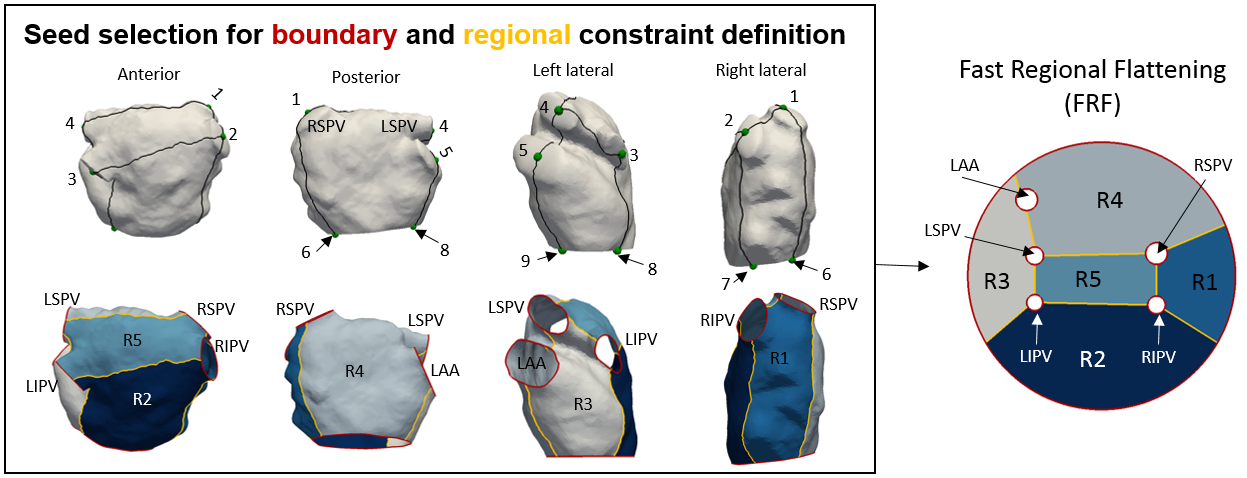 Seed selection for boundary and regional constraint definition
Anterior
Posterior
Left lateral
Right lateral
1
4
2
3
1
RSPV
LSPV
4
5
6
8
4
5
3
9
8
1
2
7
6
LSPV
RSPV
R5
RIPV
LIPV
R2
RSPV
LSPV
R4
LAA
LSPV
LIPV
LAA
R3
RIPV
RSPV
R1
Fast Regional Flattening
(FRF)
LAA
RSPV
R4
LSPV
R3
R5
R1
LIPV
R2
RIPV